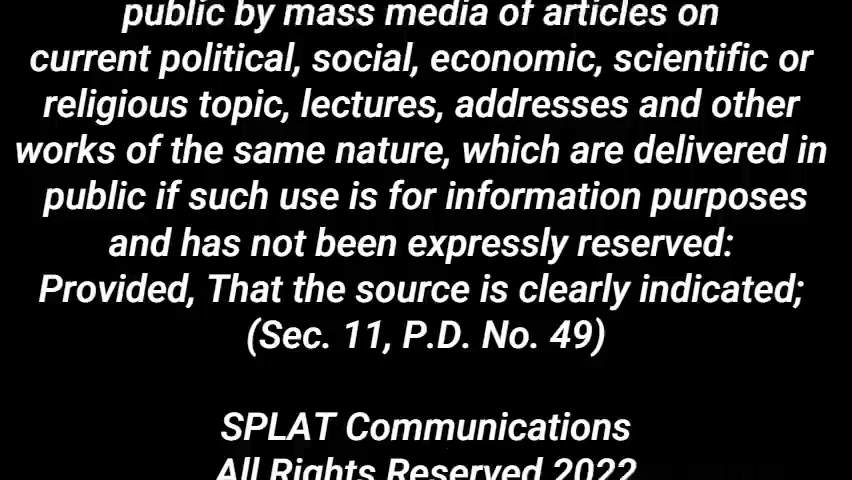 public by mass media of articles on
current political, social, economic, scientific or
religious topic, lectures, addresses and other
works of the same nature, which are delivered in
public if such use is for information purposes
and has not been expressly reserved:
Provided, That the source is clearly indicated;
(Sec. 11, P.D. No. 49)
SPLAT Communications
All Rights Reserved 2022